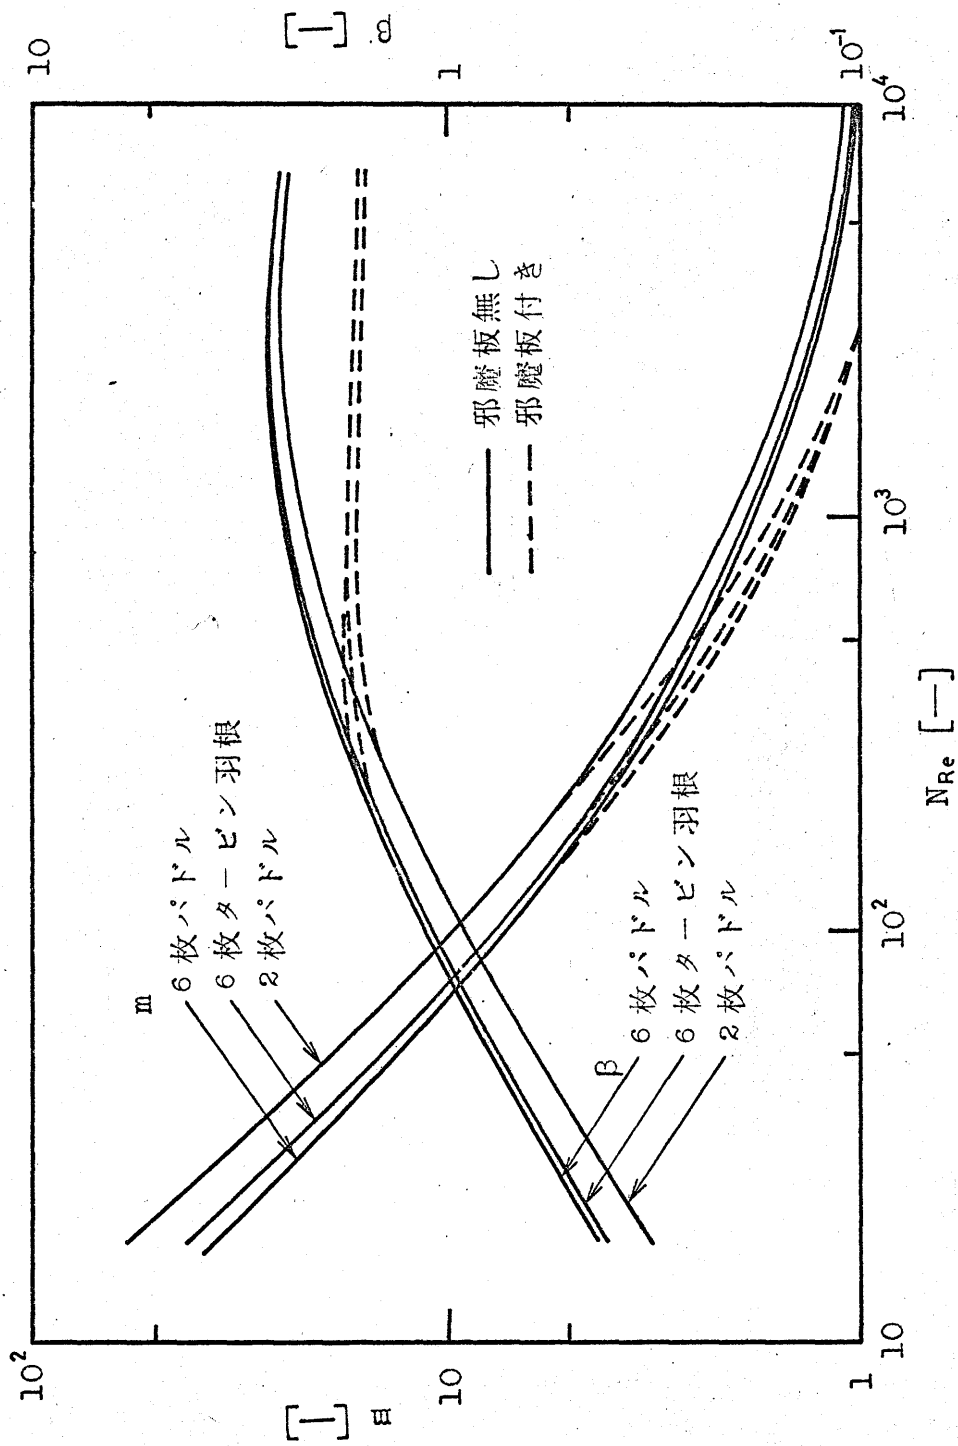 10²
10
1
m [—]
10
1
10⁻¹
β [—]
10
10²
10³
10⁴
N_Re [—]
m
6枚パドル
6枚タービン羽根
2枚パドル
β
6枚パドル
6枚タービン羽根
2枚パドル
邪魔板無し
邪魔板付き